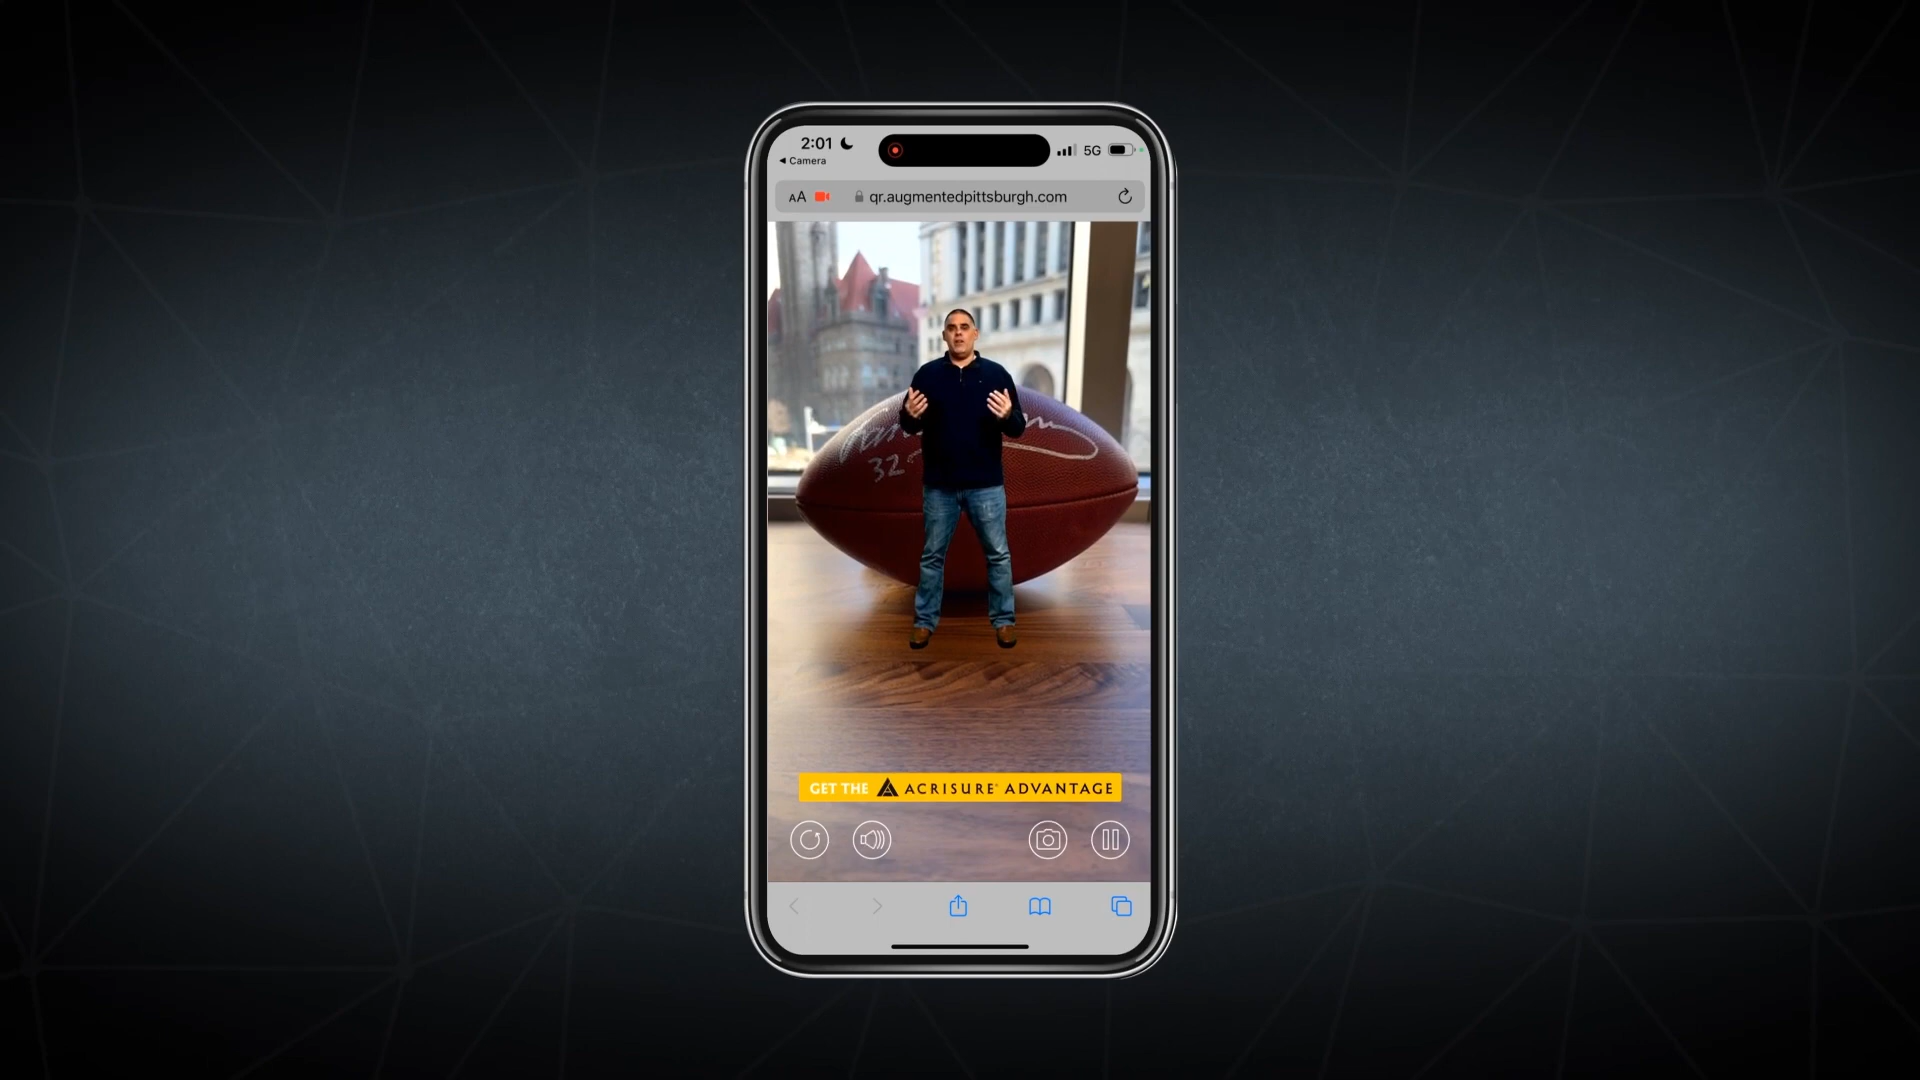 2:01
5G
Camera
AA
qr.augmentedpittsburgh.com
32
GET THE ACRISURE ADVANTAGE